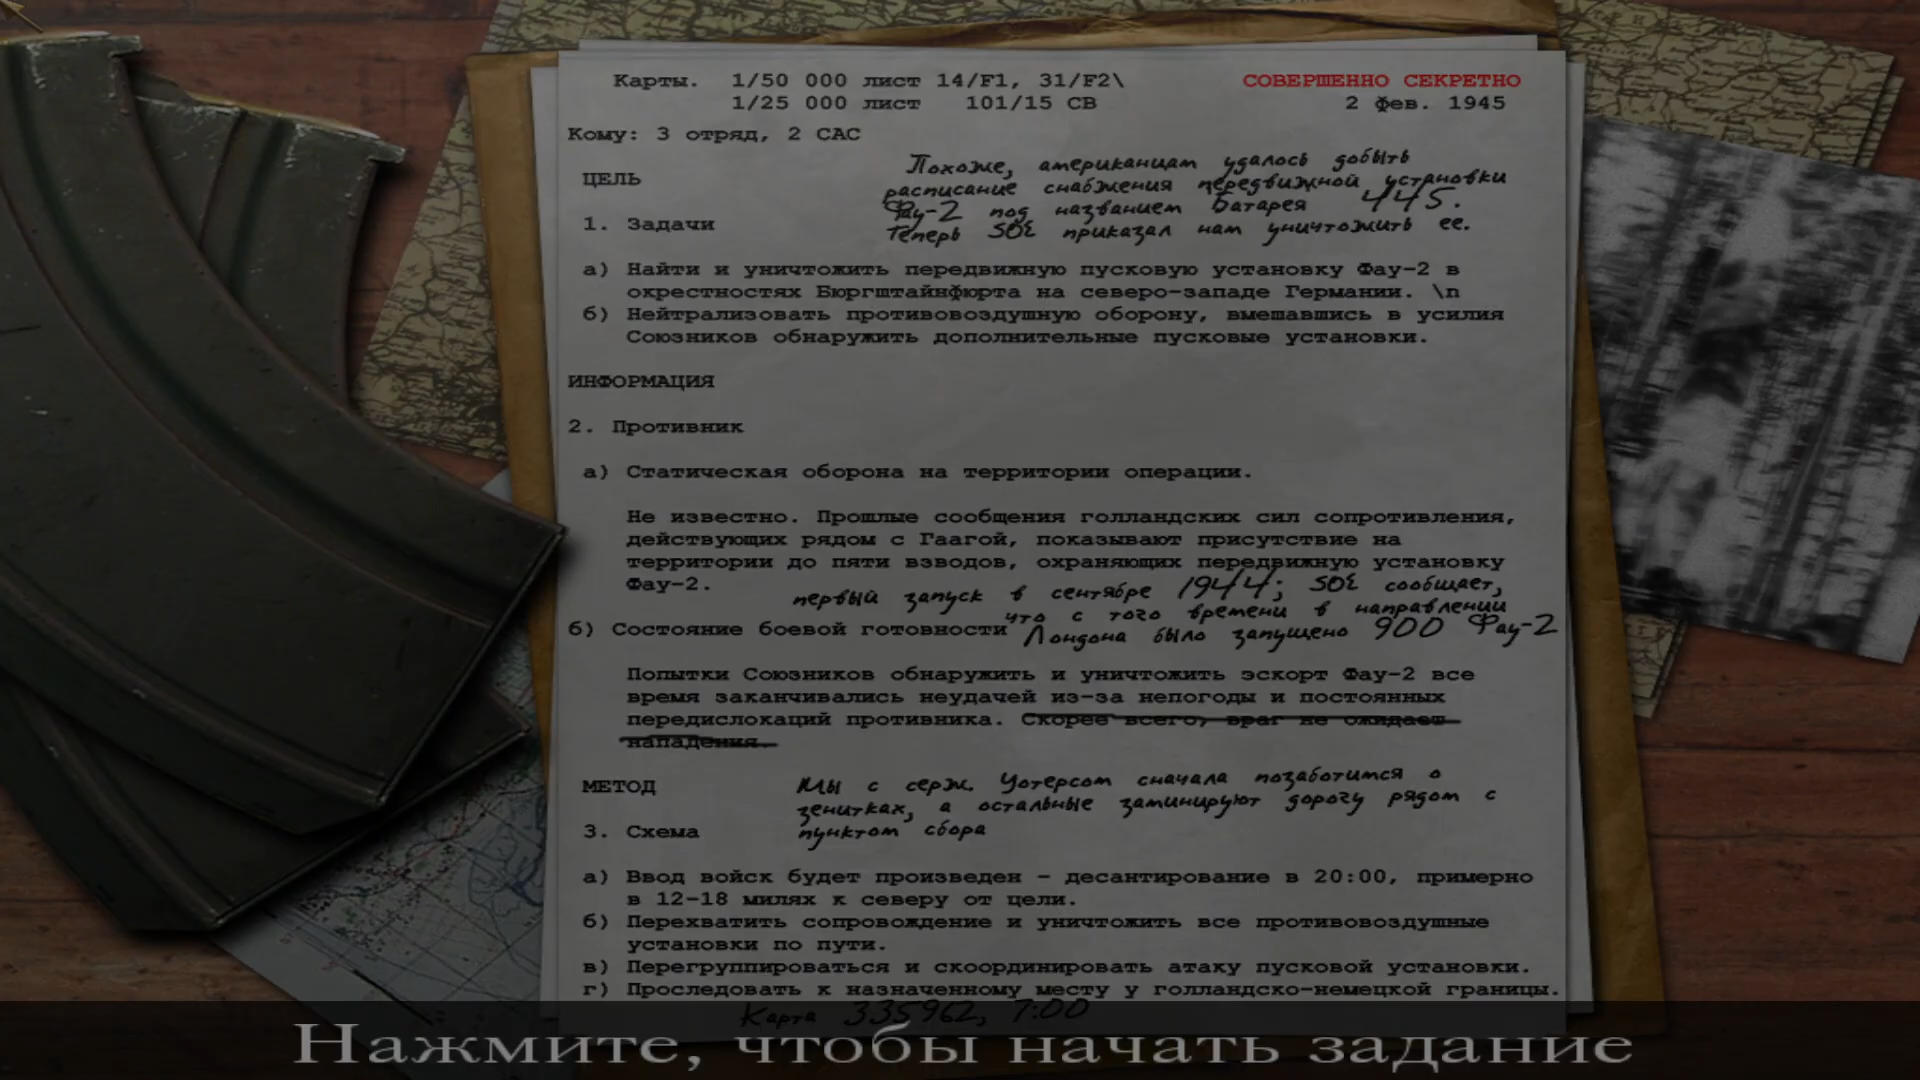 Карты. 1/50 000 лист 14/F1, 31/F2\ СОВЕРШЕННО СЕКРЕТНО
1/25 000 лист 101/15 СВ 2 фев. 1945
Кому: 3 отряд, 2 САС
Похоже, американцам удалось добыть
ЦЕЛЬ расписание снабжения передвижной установки
Фау-2 под названием Батарея 445.
1. Задачи Теперь SOE приказал нам уничтожить ее.
а) Найти и уничтожить передвижную пусковую установку Фау-2 в
окрестностях Бюргштайнфюрта на северо-западе Германии. \n
б) Нейтрализовать противовоздушную оборону, вмешавшись в усилия
Союзников обнаружить дополнительные пусковые установки.
ИНФОРМАЦИЯ
2. Противник
а) Статическая оборона на территории операции.
Не известно. Прошлые сообщения голландских сил сопротивления,
действующих рядом с Гаагой, показывают присутствие на
территории до пяти взводов, охраняющих передвижную установку
Фау-2.
первый запуск в сентябре 1944; SOE сообщает,
что с того времени в направлении
б) Состояние боевой готовности Лондона было запущено 900 Фау-2
Попытки Союзников обнаружить и уничтожить эскорт Фау-2 все
время заканчивались неудачей из-за непогоды и постоянных
передислокаций противника. Скорее всего, враг не ожидает
нападения.
МЕТОД Мы с серж. Уотерсом сначала позаботимся о
зенитках, а остальные заминируют дорогу рядом с
3. Схема пунктом сбора
а) Ввод войск будет произведен - десантирование в 20:00, примерно
в 12-18 милях к северу от цели.
б) Перехватить сопровождение и уничтожить все противовоздушные
установки по пути.
в) Перегруппироваться и скоординировать атаку пусковой установки.
г) Проследовать к назначенному месту у голландско-немецкой границы.
Карта 335962, 7:00
Нажмите, чтобы начать задание